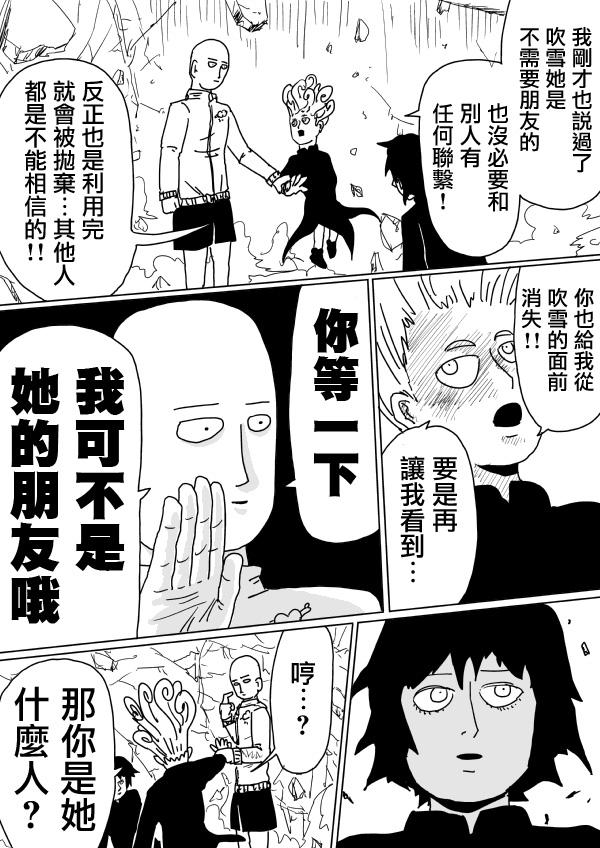 我剛才也説過了
吹雪她是
不需要朋友的
也沒必要和
別人有
任何聯繫！
反正也是利用完
就會被拋棄…其他人
都是不能相信的!!
你也給我從
吹雪的面前
消失!!
要是再
讓我看到…
你等一下
我可不是
她的朋友哦
哼…?
那你是她
什麼人？